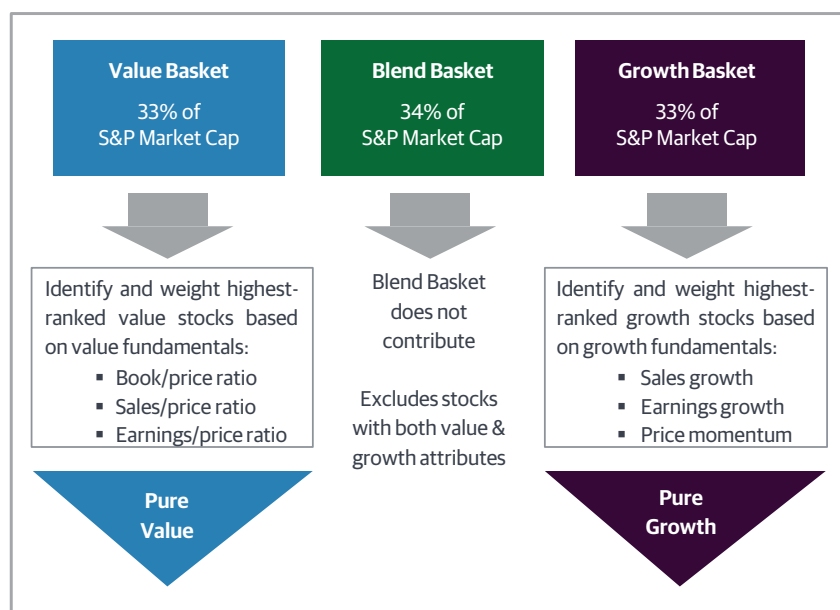 Value Basket
33% of
S&P Market Cap
Blend Basket
34% of
S&P Market Cap
Growth Basket
33% of
S&P Market Cap
Identify and weight highest-
ranked value stocks based
on value fundamentals:
▪ Book/price ratio
▪ Sales/price ratio
▪ Earnings/price ratio
Blend Basket
does not
contribute
Excludes stocks
with both value &
growth attributes
Identify and weight highest-
ranked growth stocks based
on growth fundamentals:
▪ Sales growth
▪ Earnings growth
▪ Price momentum
Pure
Value
Pure
Growth